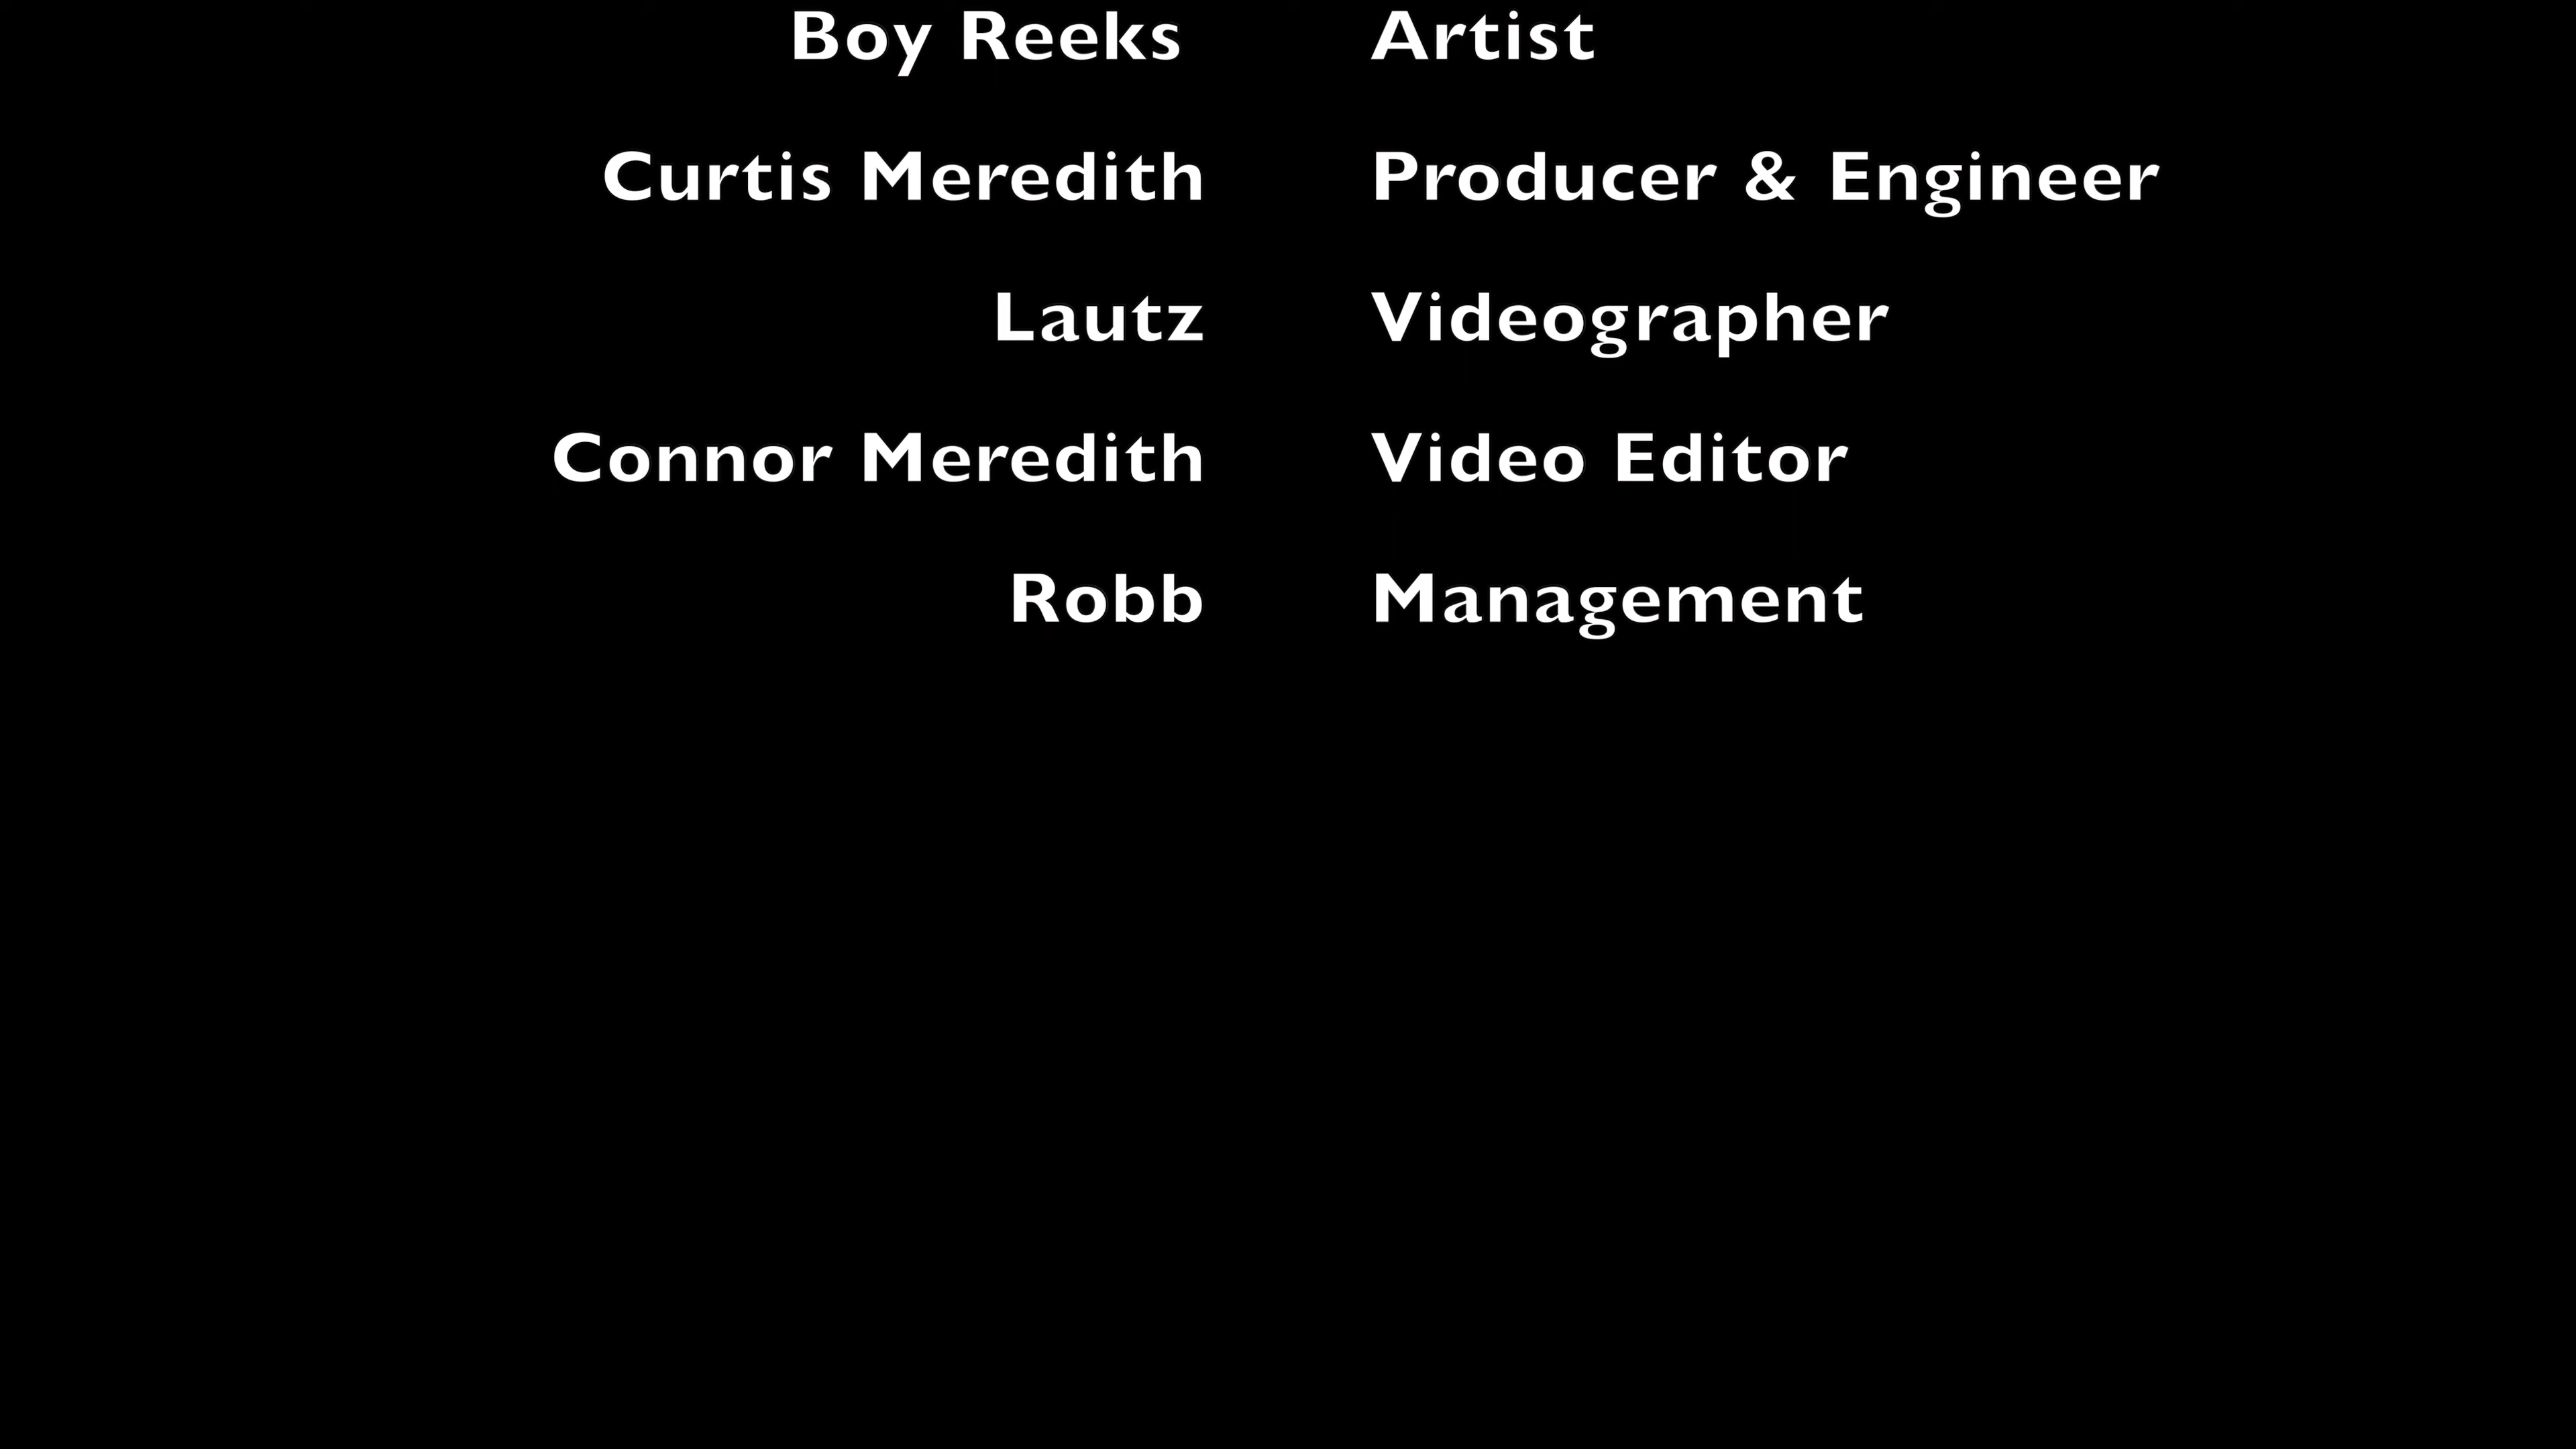 Boy Reeks Artist
Curtis Meredith Producer & Engineer
Lautz Videographer
Connor Meredith Video Editor
Robb Management